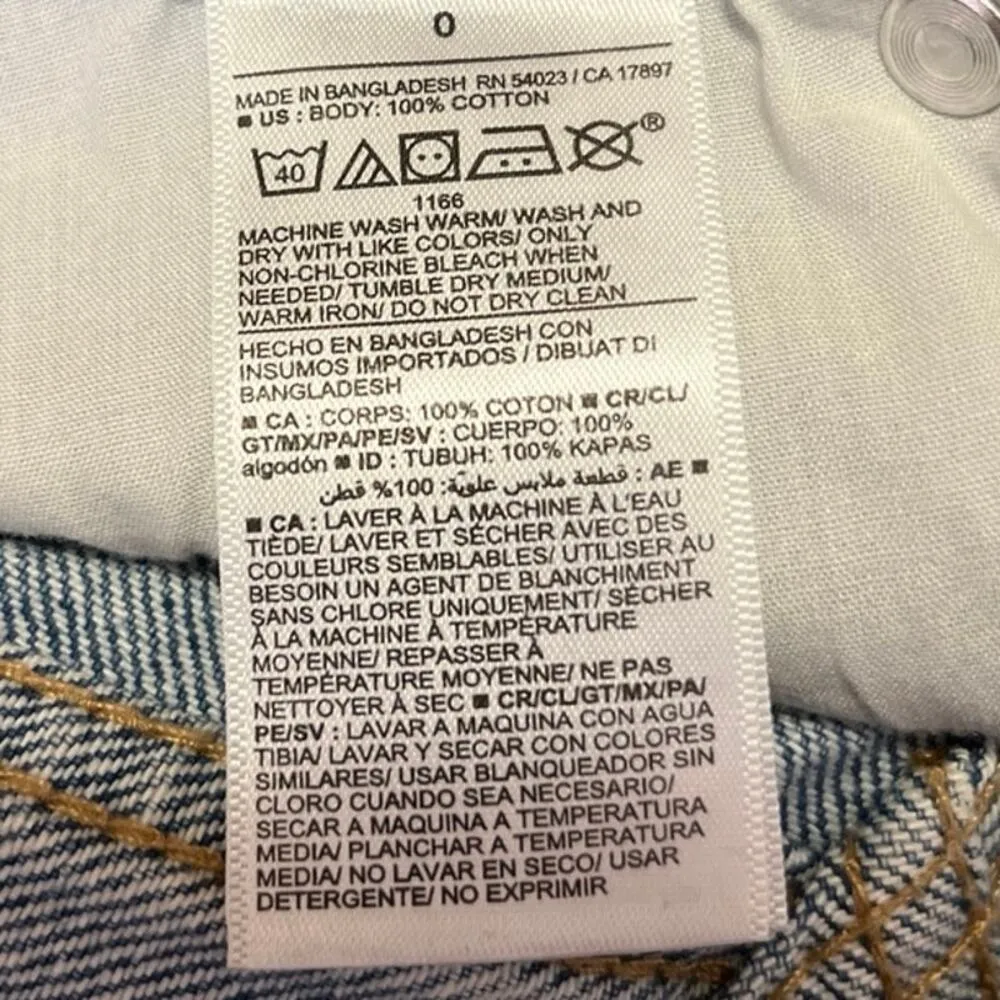 0
MADE IN BANGLADESH RN 54023 / CA 17897
US : BODY: 100% COTTON
40
®
1166
MACHINE WASH WARM/ WASH AND
DRY WITH LIKE COLORS/ ONLY
NON-CHLORINE BLEACH WHEN
NEEDED/ TUMBLE DRY MEDIUM/
WARM IRON/ DO NOT DRY CLEAN
HECHO EN BANGLADESH CON
INSUMOS IMPORTADOS / DIBUAT DI
BANGLADESH
■ CA : CORPS: 100% COTON ■ CR/CL/
GT/MX/PA/PE/SV : CUERPO: 100%
algodón ■ ID : TUBUH: 100% KAPAS
■ AE : قطعة ملابس علويّة: 100% قطن
■ CA : LAVER À LA MACHINE À L'EAU
TIÈDE/ LAVER ET SÉCHER AVEC DES
COULEURS SEMBLABLES/ UTILISER AU
BESOIN UN AGENT DE BLANCHIMENT
SANS CHLORE UNIQUEMENT/ SÉCHER
À LA MACHINE À TEMPÉRATURE
MOYENNE/ REPASSER À
TEMPÉRATURE MOYENNE/ NE PAS
NETTOYER À SEC ■ CR/CL/GT/MX/PA/
PE/SV : LAVAR A MAQUINA CON AGUA
TIBIA/ LAVAR Y SECAR CON COLORES
SIMILARES/ USAR BLANQUEADOR SIN
CLORO CUANDO SEA NECESARIO/
SECAR A MAQUINA A TEMPERATURA
MEDIA/ PLANCHAR A TEMPERATURA
MEDIA/ NO LAVAR EN SECO/ USAR
DETERGENTE/ NO EXPRIMIR